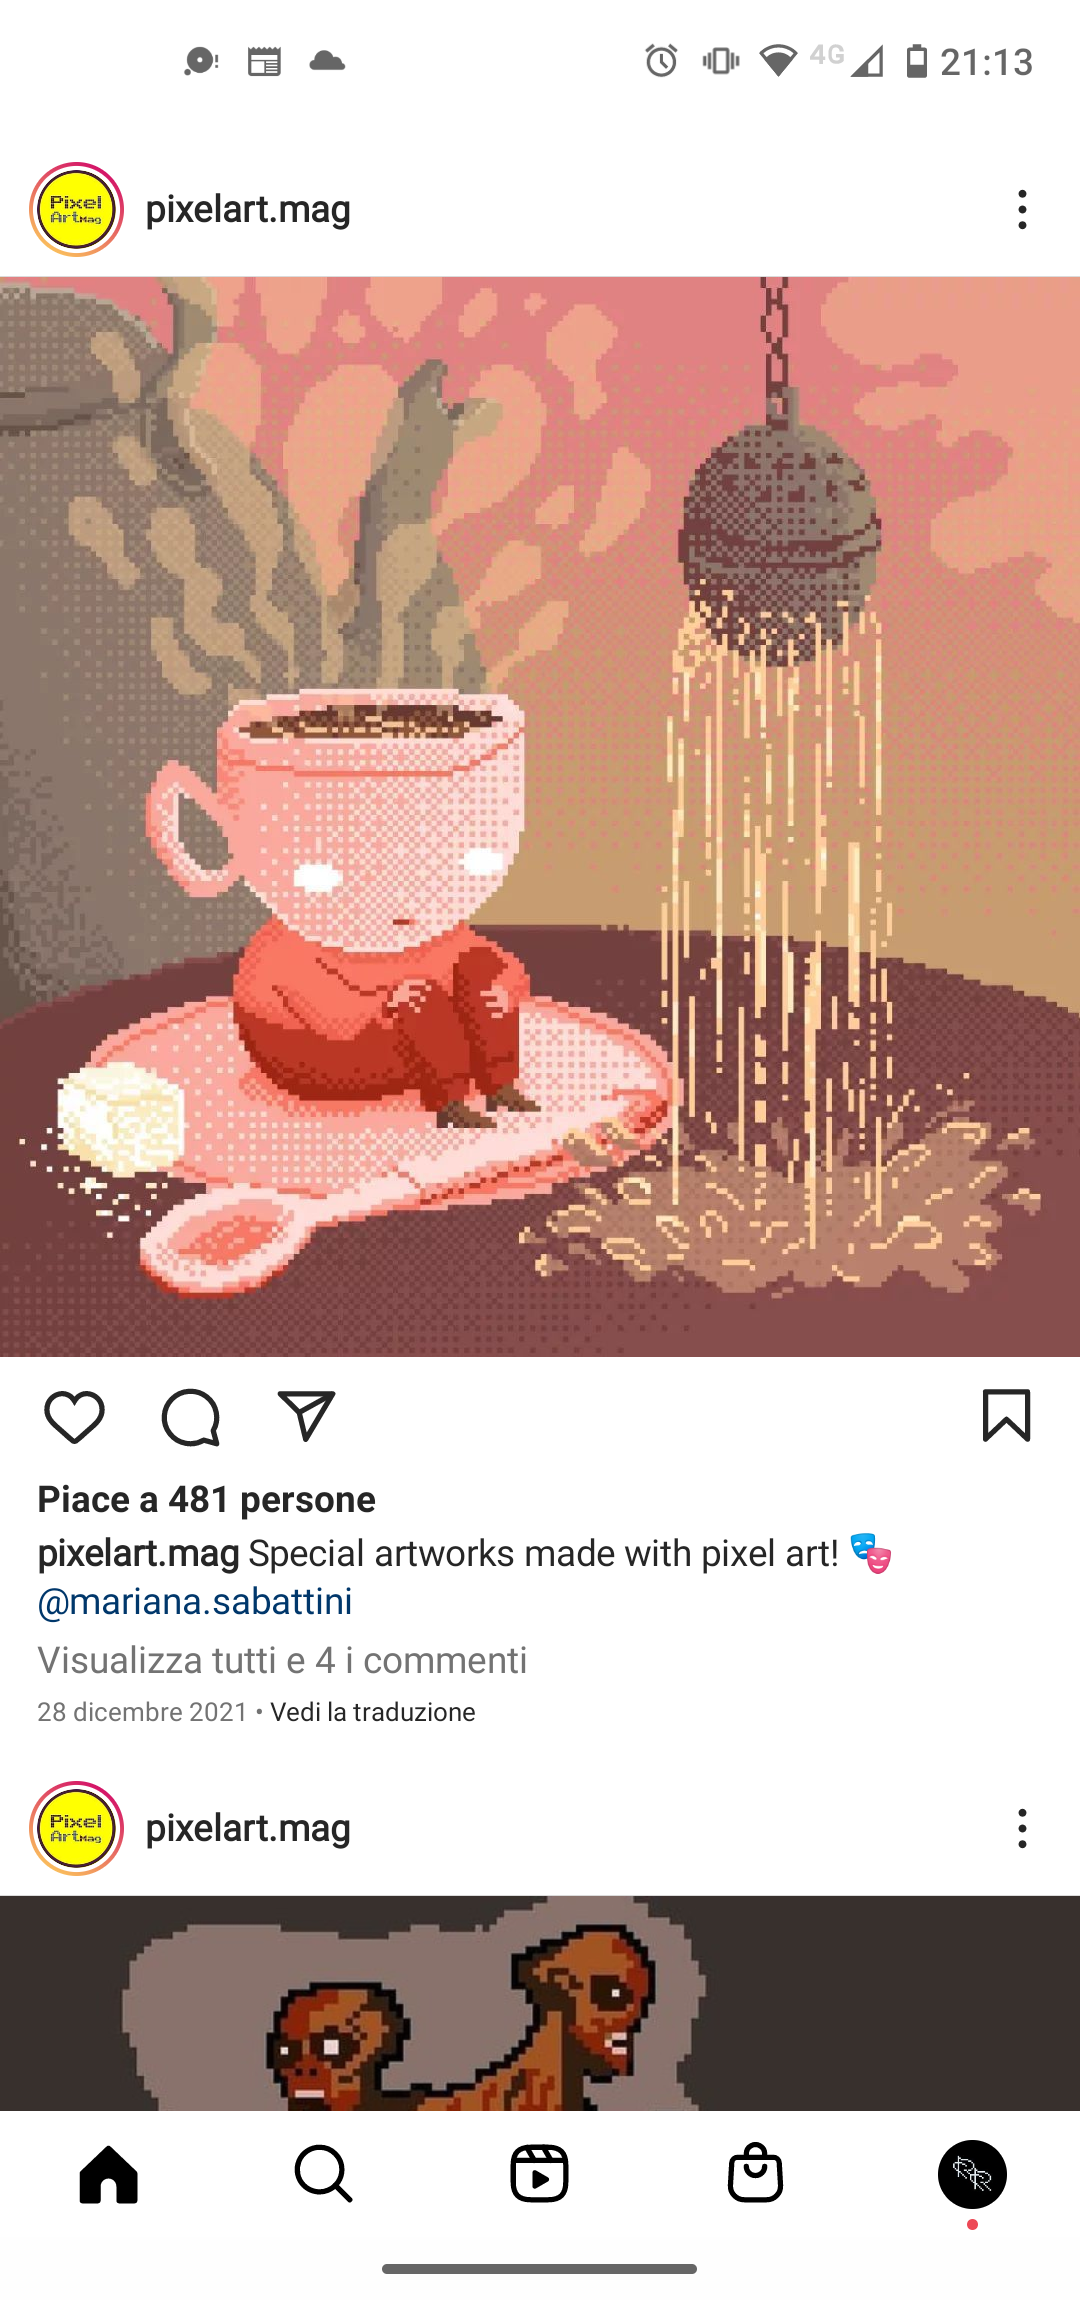 4G 21:13
Pixel
ArtMag
pixelart.mag
Piace a 481 persone
pixelart.mag Special artworks made with pixel art! 🎭
@mariana.sabattini
Visualizza tutti e 4 i commenti
28 dicembre 2021 • Vedi la traduzione
Pixel
ArtMag
pixelart.mag